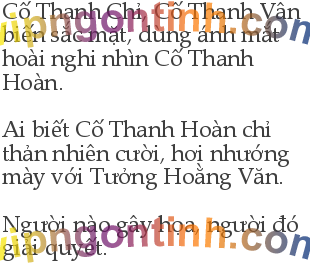 Cố Thanh Chỉ, Cố Thanh Vân
biến sắc mặt, dùng ánh mắt
hoài nghi nhìn Cố Thanh
Hoàn.
Ai biết Cố Thanh Hoàn chỉ
thản nhiên cười, hơi nhướng
mày với Tưởng Hoằng Văn.
Người nào gây họa, người đó
giải quyết.